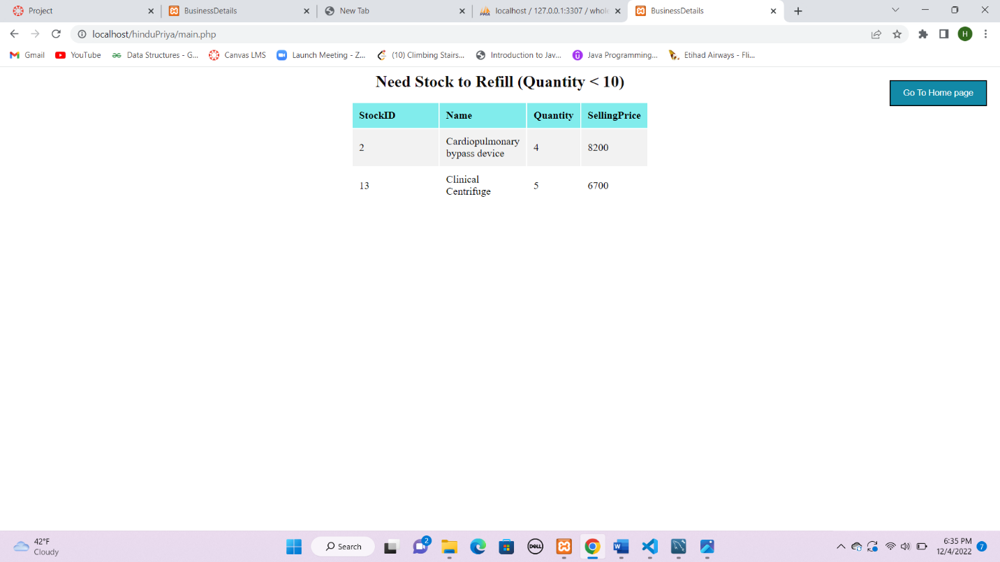 Project
BusinessDetails
New Tab
localhost / 127.0.0.1:3307 / whole
BusinessDetails
localhost/hinduPriya/main.php
H
Gmail
YouTube
Data Structures - G...
Canvas LMS
Launch Meeting - Z...
(10) Climbing Stairs...
Introduction to Jav...
Java Programming...
Etihad Airways - Fli...
Need Stock to Refill (Quantity < 10)
Go To Home page
StockID Name Quantity SellingPrice
2 Cardiopulmonary bypass device 4 8200
13 Clinical Centrifuge 5 6700
42°F
Cloudy
Search
2
DELL
6:35 PM
12/4/2022
7